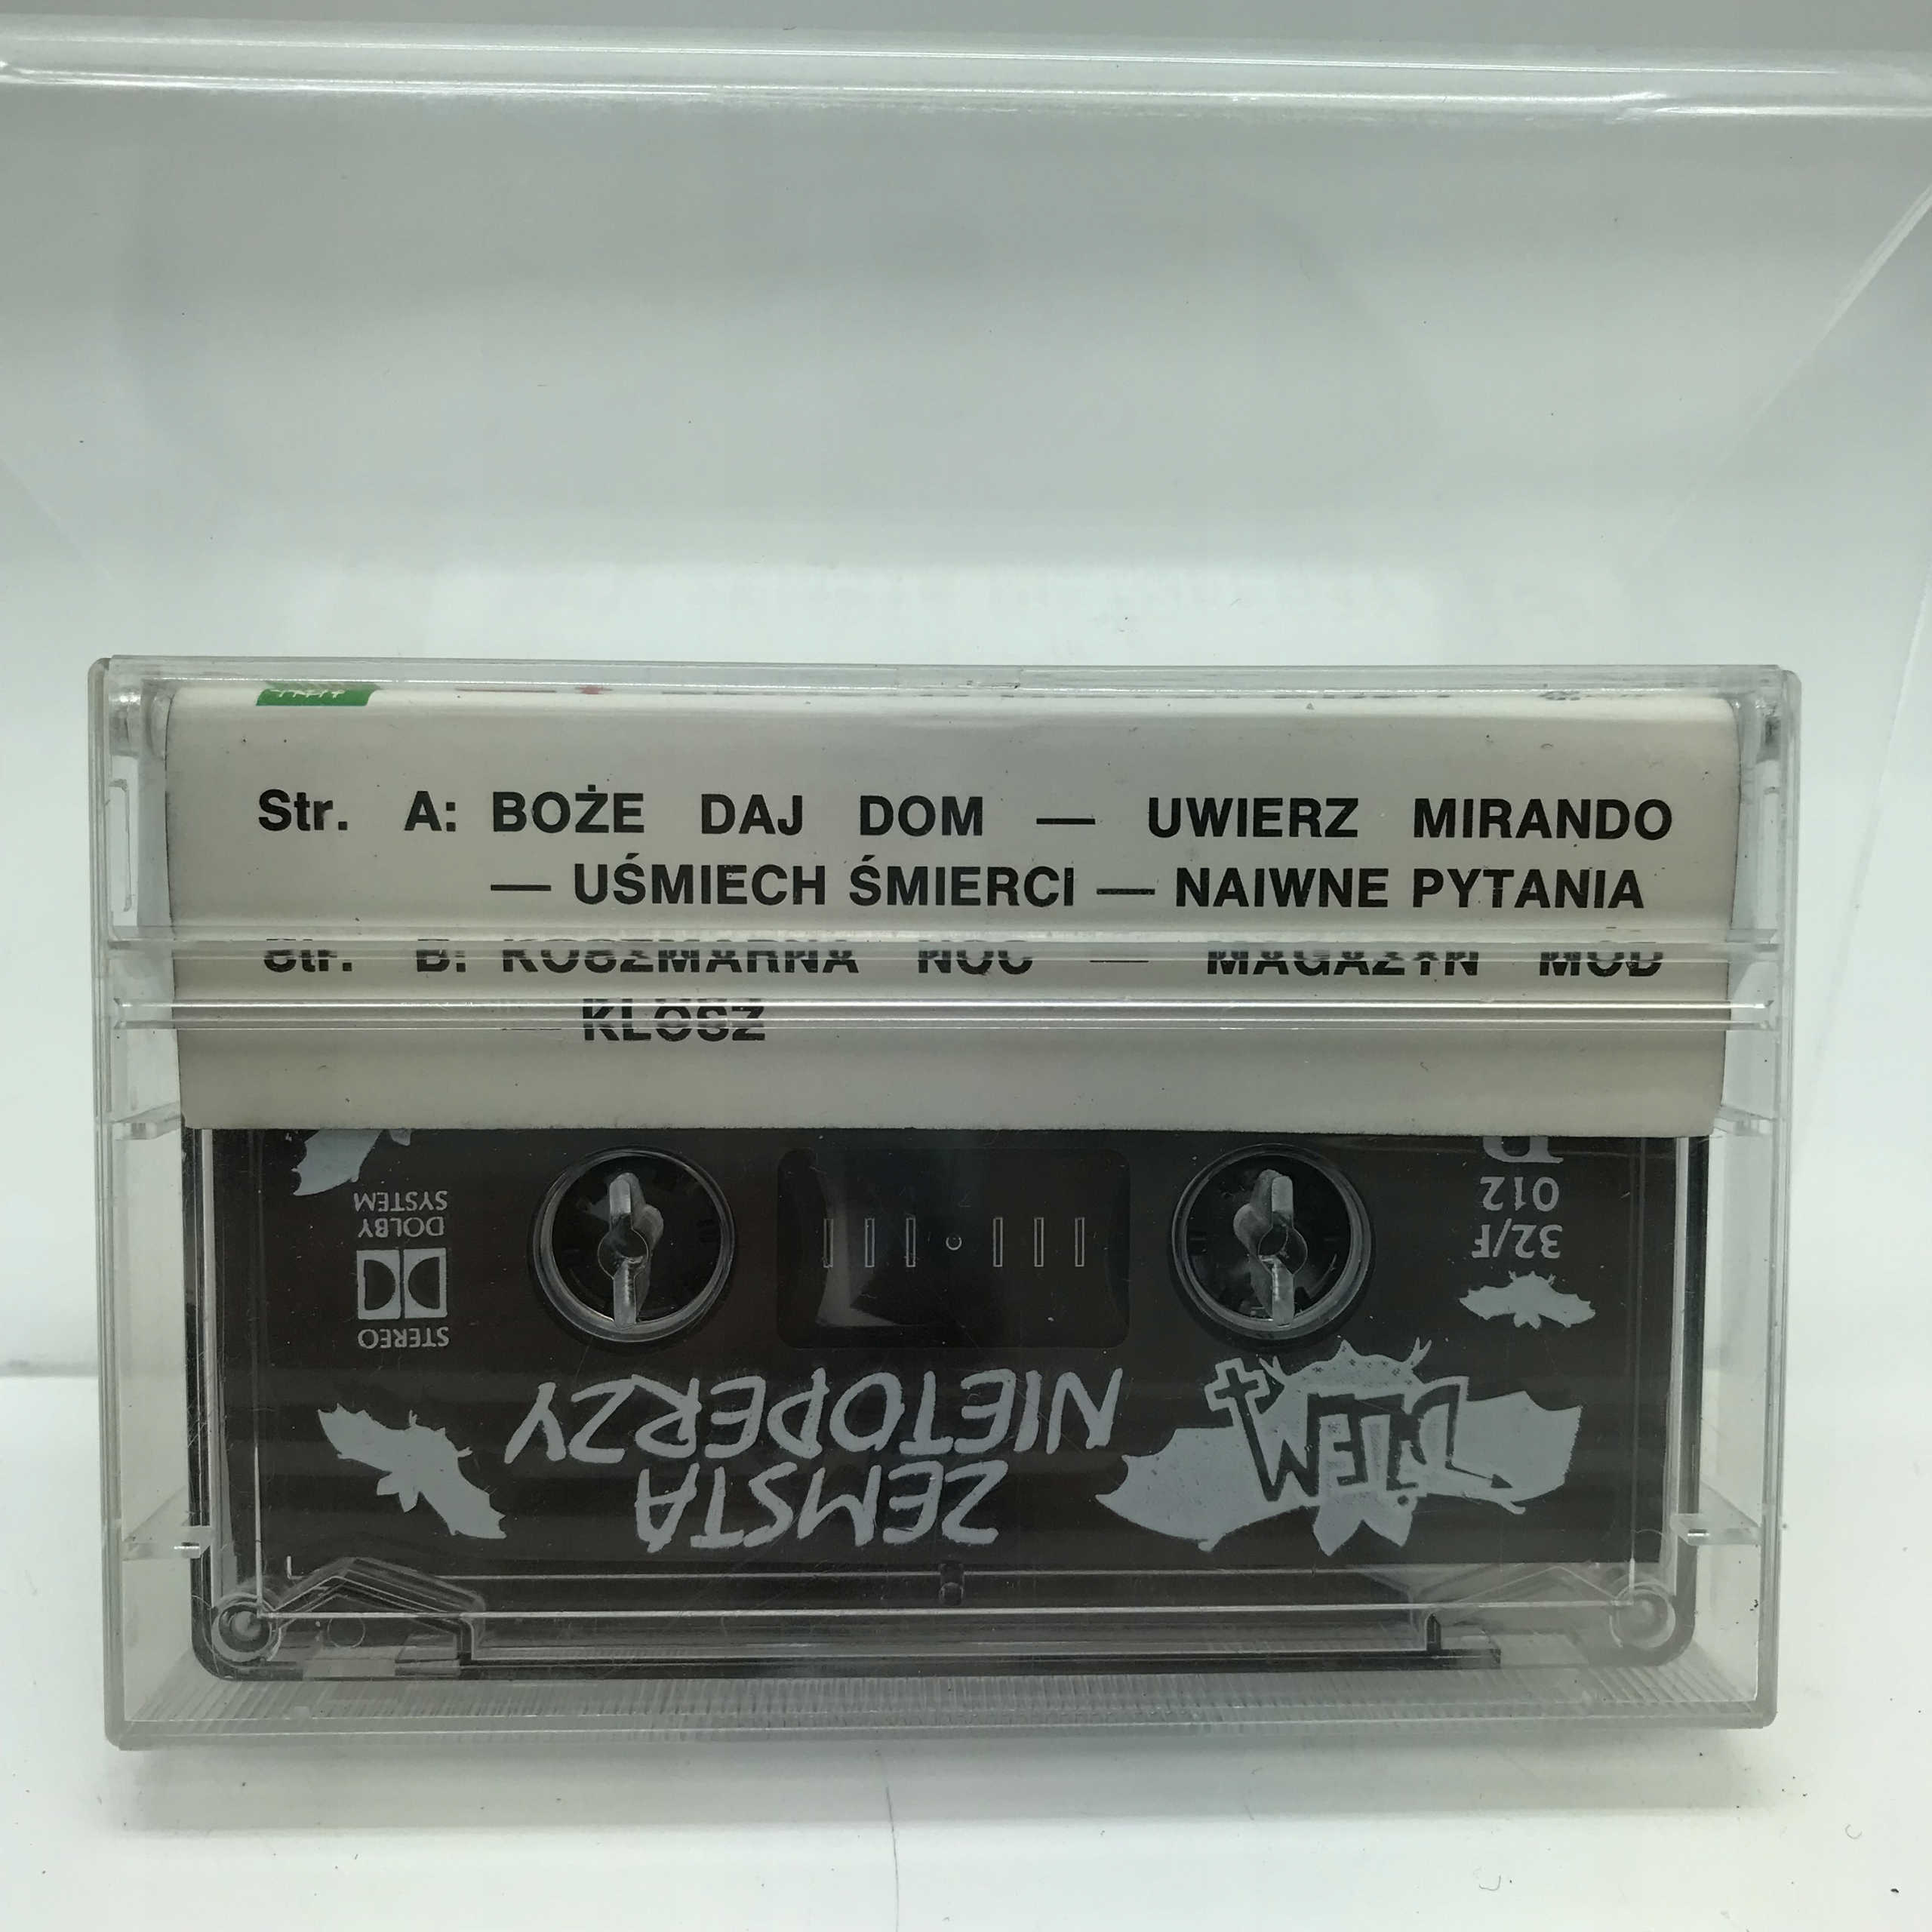 Str. A: BOŻE DAJ DOM — UWIERZ MIRANDO
— UŚMIECH ŚMIERCI — NAIWNE PYTANIA
Str. B: KOSZMARNA NOC — MAGAZYN MÓD
— KLOSZ
B
012
32/F
DOLBY
SYSTEM
STEREO
DŻEM
ZEMSTA
NIETOPERZY